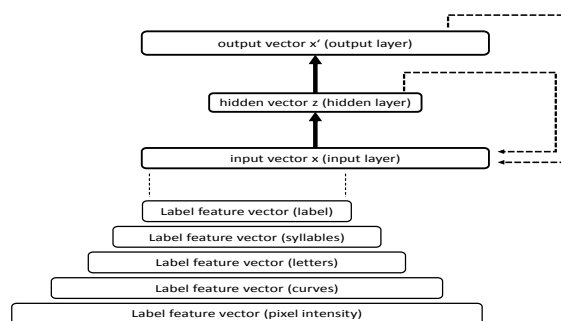 output vector x‘ (output layer)
hidden vector z (hidden layer)
input vector x (input layer)
Label feature vector (label)
Label feature vector (syllables)
Label feature vector (letters)
Label feature vector (curves)
Label feature vector (pixel intensity)